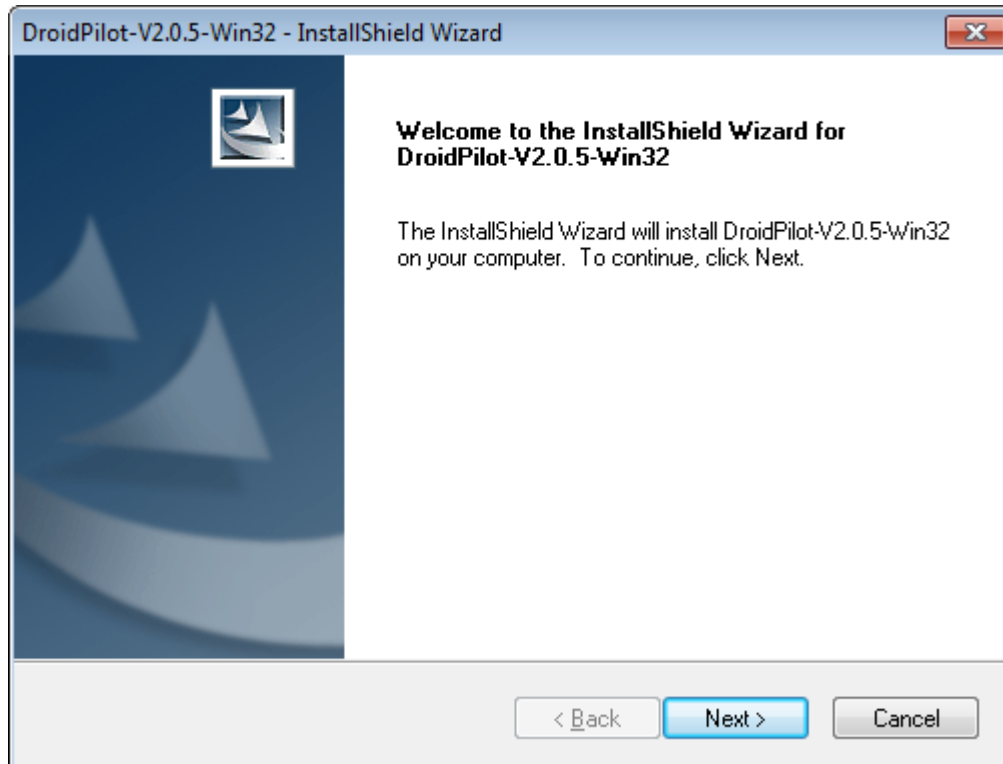 DroidPilot-V2.0.5-Win32 - InstallShield Wizard
Welcome to the InstallShield Wizard for
DroidPilot-V2.0.5-Win32
The InstallShield Wizard will install DroidPilot-V2.0.5-Win32
on your computer. To continue, click Next.
< Back Next > Cancel